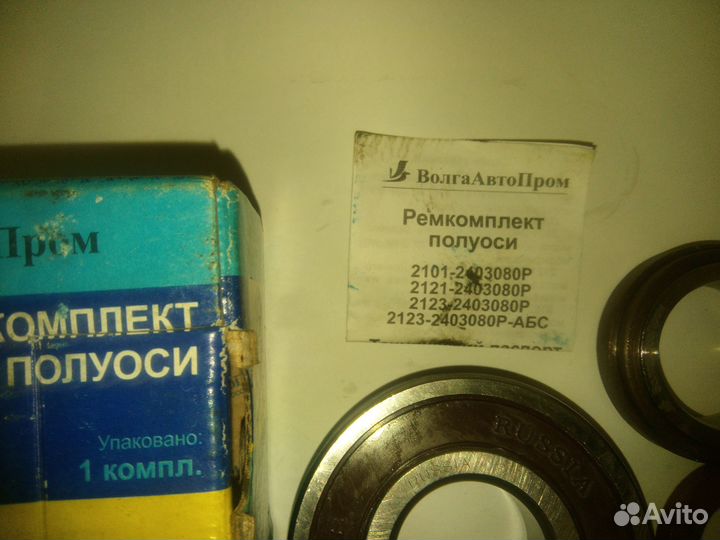 Пром
КОМПЛЕКТ
ПОЛУОСИ
Упаковано:
1 компл.
ВолгаАвтоПром
Ремкомплект
полуоси
2101-2403080Р
2121-2403080Р
2123-2403080Р
2123-2403080Р-АБС
паспорт
RUSSIA
Avito